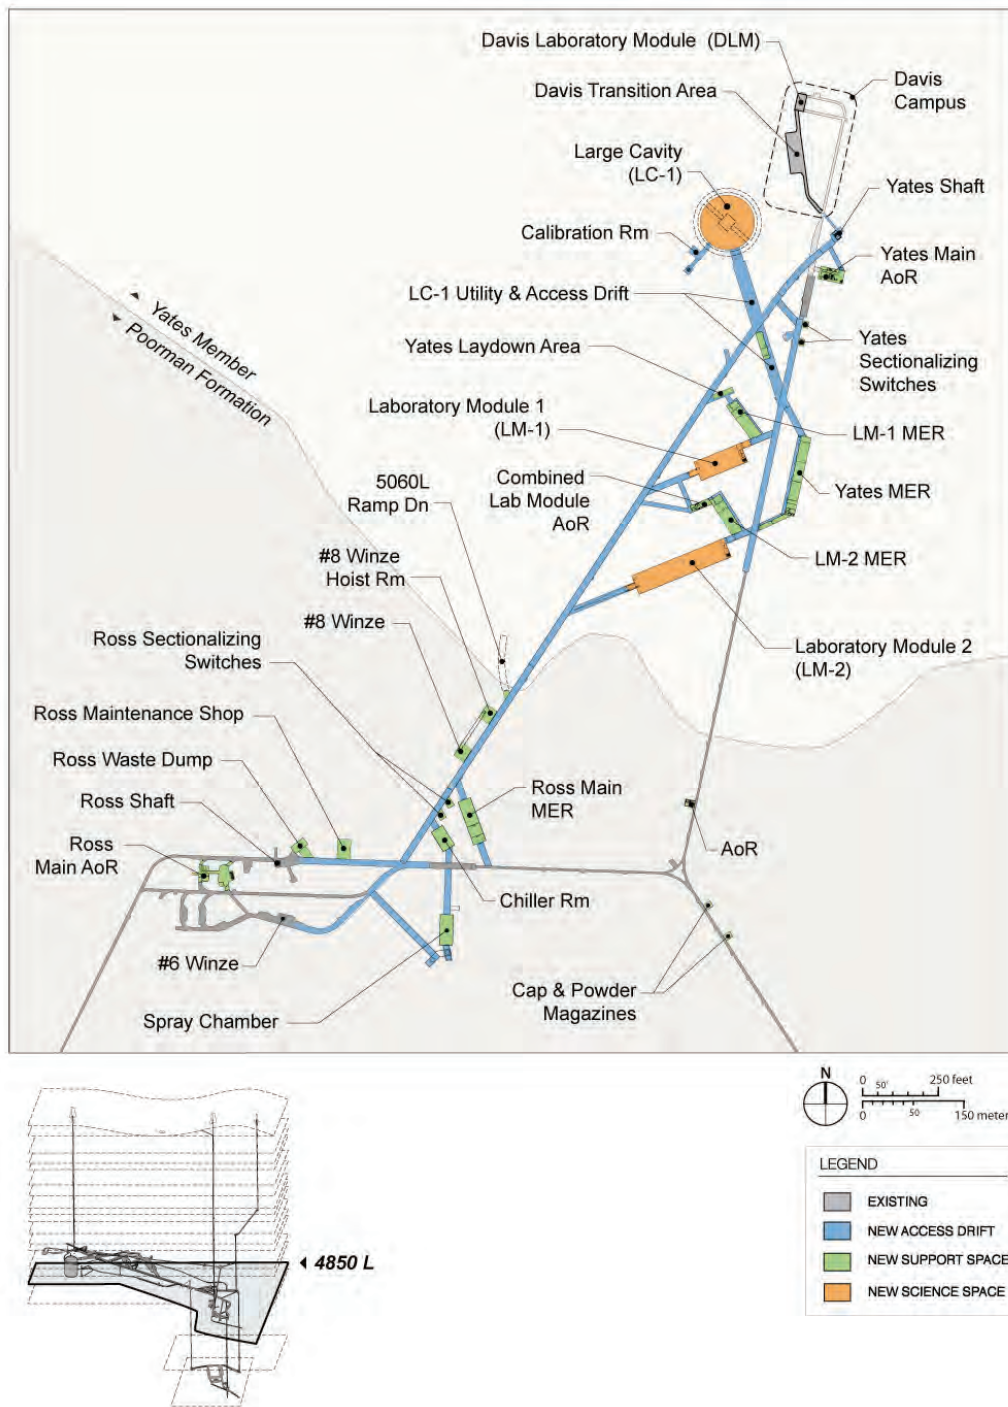 Davis Laboratory Module (DLM)
Davis Transition Area
Davis
Campus
Large Cavity
(LC-1)
Yates Shaft
Calibration Rm
Yates Main
AoR
LC-1 Utility & Access Drift
Yates Laydown Area
Yates
Sectionalizing
Switches
Yates Member
Poorman Formation
Laboratory Module 1
(LM-1)
LM-1 MER
5060L
Ramp Dn
Combined
Lab Module
AoR
Yates MER
#8 Winze
Hoist Rm
LM-2 MER
#8 Winze
Ross Sectionalizing
Switches
Laboratory Module 2
(LM-2)
Ross Maintenance Shop
Ross Waste Dump
Ross Main
MER
Ross Shaft
Ross
Main AoR
AoR
Chiller Rm
#6 Winze
Cap & Powder
Magazines
Spray Chamber
N
0 50' 250 feet
0 50 150 meter
LEGEND
EXISTING
NEW ACCESS DRIFT
NEW SUPPORT SPACE
NEW SCIENCE SPACE
4850 L